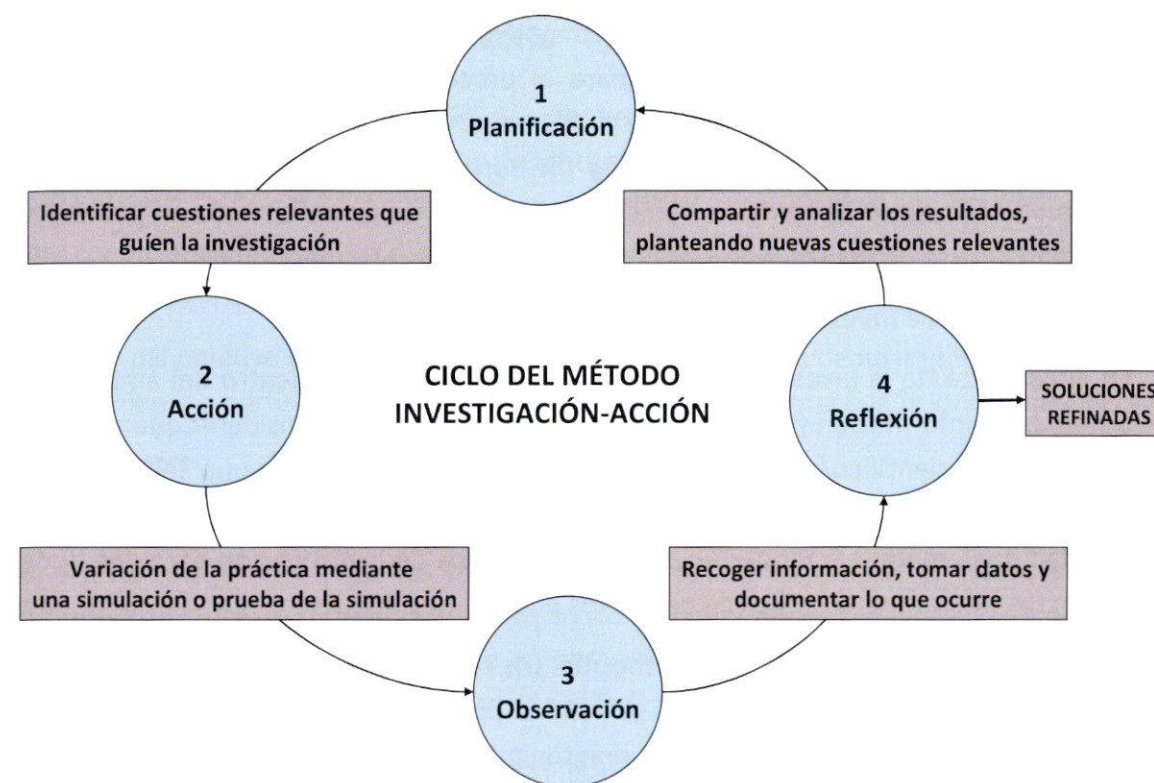 1
Planificación
Identificar cuestiones relevantes que
guíen la investigación
Compartir y analizar los resultados,
planteando nuevas cuestiones relevantes
2
Acción
CICLO DEL MÉTODO
INVESTIGACIÓN-ACCIÓN
4
Reflexión
SOLUCIONES
REFINADAS
Variación de la práctica mediante
una simulación o prueba de la simulación
Recoger información, tomar datos y
documentar lo que ocurre
3
Observación